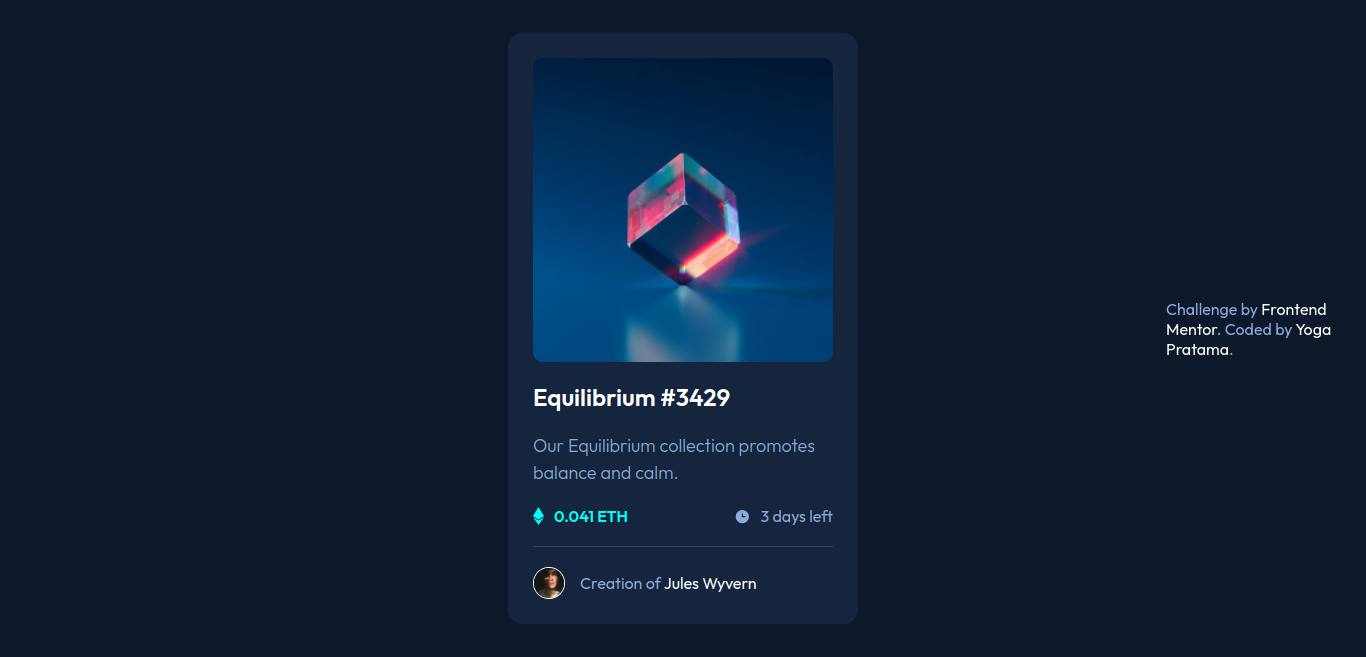 Equilibrium #3429
Our Equilibrium collection promotes
balance and calm.
0.041 ETH
3 days left
Creation of Jules Wyvern
Challenge by Frontend
Mentor. Coded by Yoga
Pratama.